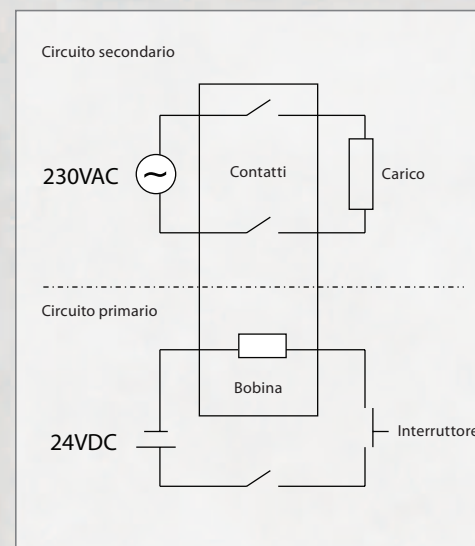 Circuito secondario
230VAC
~
Contatti
Carico
Circuito primario
Bobina
24VDC
Interruttore